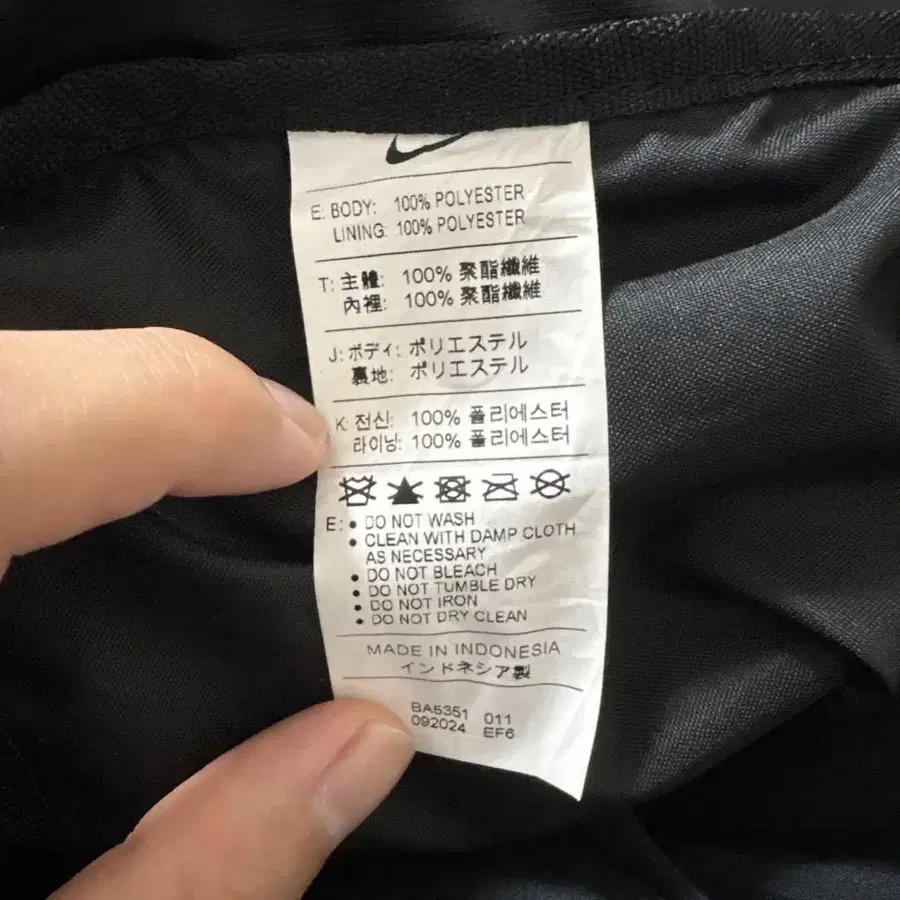 E: BODY: 100% POLYESTER
LINING: 100% POLYESTER
T: 主體: 100% 聚酯纖維
內裡: 100% 聚酯纖維
J: ボディ: ポリエステル
裏地: ポリエステル
K: 전신: 100% 폴리에스터
라이닝: 100% 폴리에스터
E: • DO NOT WASH
• CLEAN WITH DAMP CLOTH
AS NECESSARY
• DO NOT BLEACH
• DO NOT TUMBLE DRY
• DO NOT IRON
• DO NOT DRY CLEAN
MADE IN INDONESIA
インドネシア製
BA5351 011
092024 EF6